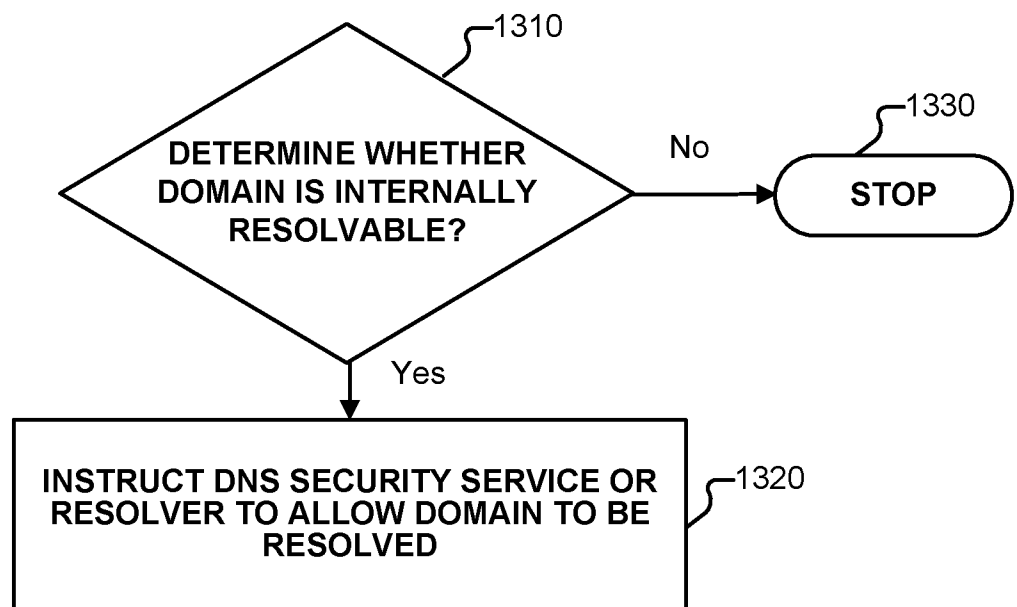 1310
1330
DETERMINE WHETHER
DOMAIN IS INTERNALLY
RESOLVABLE?
No
STOP
Yes
INSTRUCT DNS SECURITY SERVICE OR
RESOLVER TO ALLOW DOMAIN TO BE
RESOLVED
1320